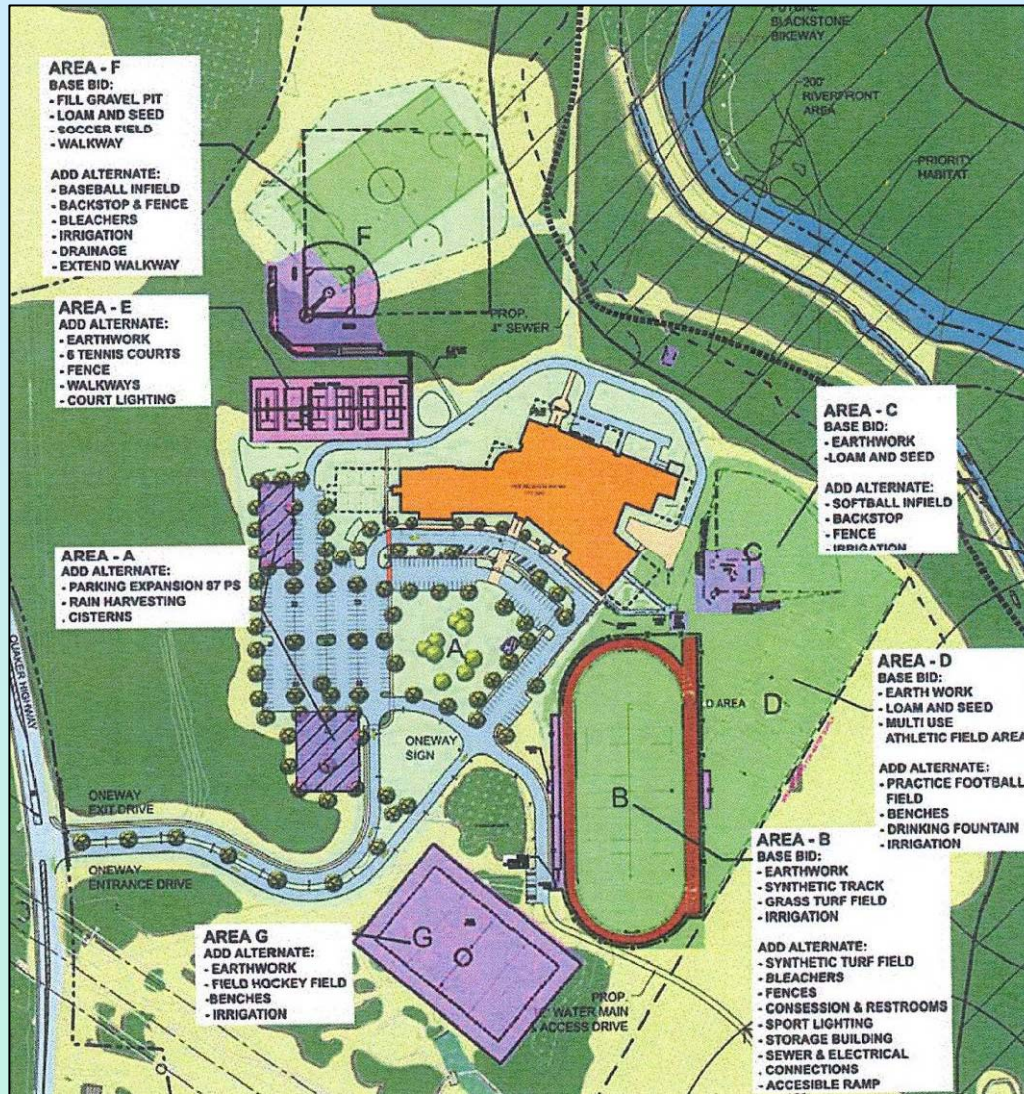 FUTURE
BLACKSTONE
BIKEWAY
200'
RIVERFRONT
AREA
PRIORITY
HABITAT
AREA - F
BASE BID:
- FILL GRAVEL PIT
- LOAM AND SEED
- SOCCER FIELD
- WALKWAY
ADD ALTERNATE:
- BASEBALL INFIELD
- BACKSTOP & FENCE
- BLEACHERS
- IRRIGATION
- DRAINAGE
- EXTEND WALKWAY
F
AREA - E
ADD ALTERNATE:
- EARTHWORK
- 6 TENNIS COURTS
- FENCE
- WALKWAYS
- COURT LIGHTING
PROP.
4" SEWER
AREA - C
BASE BID:
- EARTHWORK
-LOAM AND SEED
ADD ALTERNATE:
- SOFTBALL INFIELD
- BACKSTOP
- FENCE
- IRRIGATION
C
AREA - A
ADD ALTERNATE:
- PARKING EXPANSION 87 PS
- RAIN HARVESTING
. CISTERNS
A
QUAKER HIGHWAY
AREA - D
BASE BID:
- EARTH WORK
- LOAM AND SEED
- MULTI USE
ATHLETIC FIELD AREA
ADD ALTERNATE:
- PRACTICE FOOTBALL
FIELD
- BENCHES
- DRINKING FOUNTAIN
- IRRIGATION
D AREA
D
ONEWAY
SIGN
ONEWAY
EXIT DRIVE
ONEWAY
ENTRANCE DRIVE
B
AREA - B
BASE BID:
- EARTHWORK
- SYNTHETIC TRACK
- GRASS TURF FIELD
- IRRIGATION
ADD ALTERNATE:
- SYNTHETIC TURF FIELD
- BLEACHERS
- FENCES
- CONSESSION & RESTROOMS
- SPORT LIGHTING
- STORAGE BUILDING
- SEWER & ELECTRICAL
. CONNECTIONS
- ACCESIBLE RAMP
AREA G
ADD ALTERNATE:
- EARTHWORK
- FIELD HOCKEY FIELD
-BENCHES
- IRRIGATION
G
PROP.
WATER MAIN
& ACCESS DRIVE